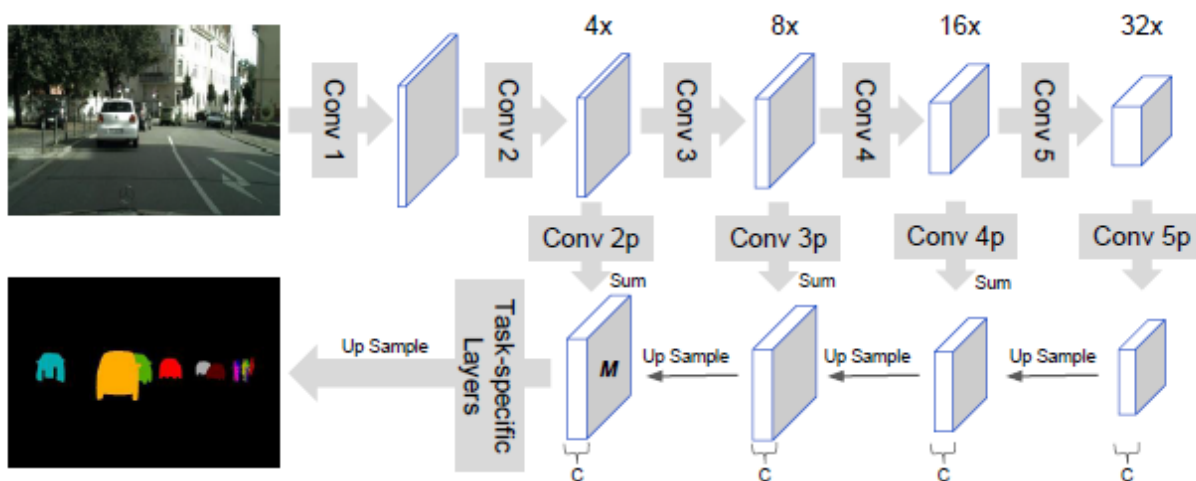 4x
8x
16x
32x
Conv 1
Conv 2
Conv 3
Conv 4
Conv 5
Conv 2p
Conv 3p
Conv 4p
Conv 5p
Sum
Sum
Sum
Task-specific
Layers
Up Sample
M
Up Sample
Up Sample
Up Sample
C
C
C
C